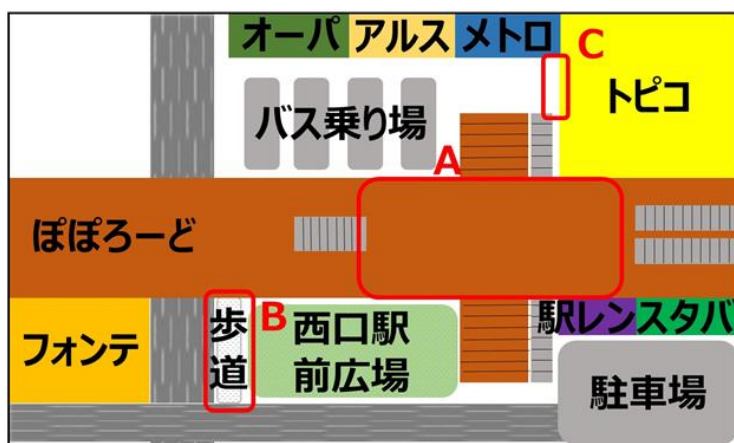 オーパ
アルス
メトロ
C
トピコ
バス乗り場
A
ぽぽろーど
フォンテ
歩
道
B
西口駅
前広場
駅レン
スタバ
駐車場